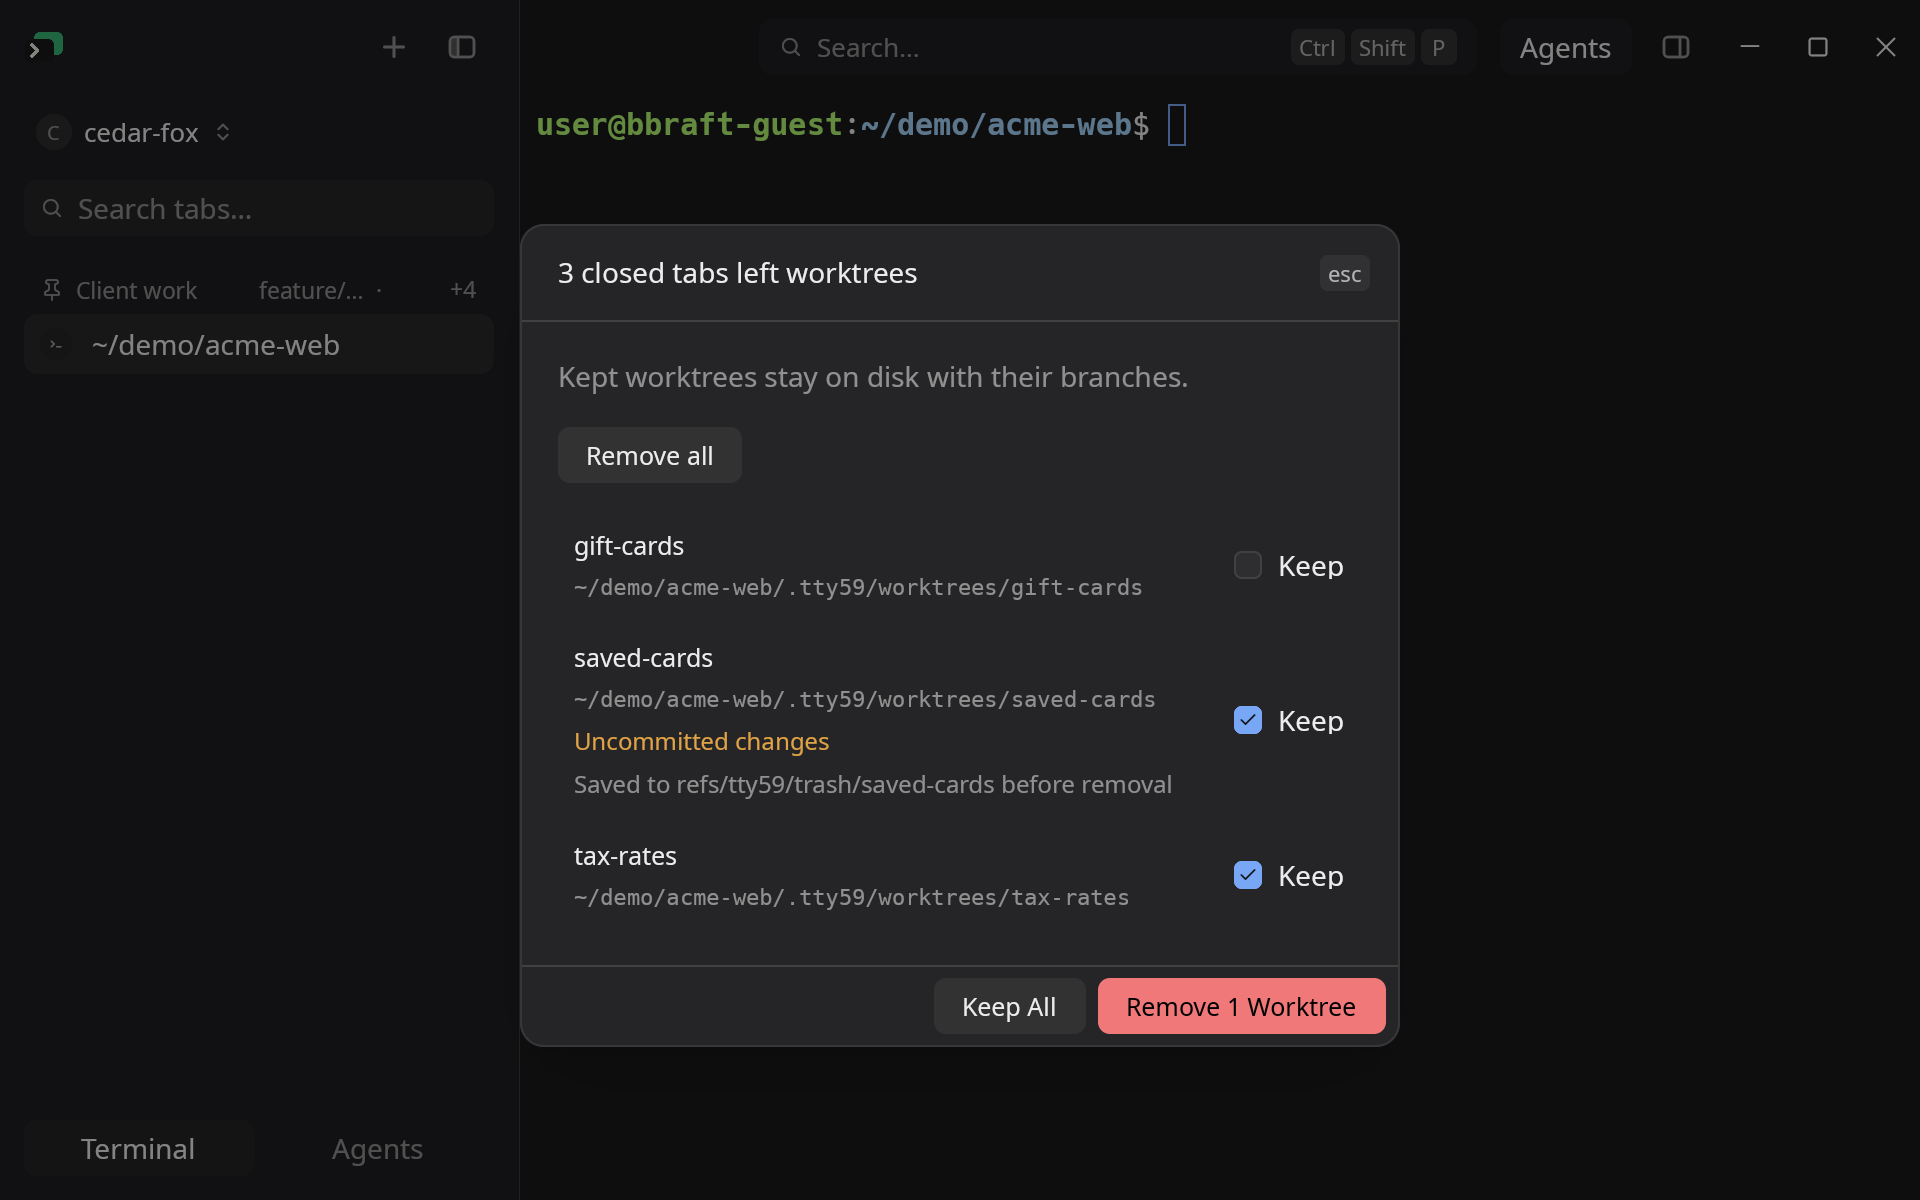 Search...
Ctrl Shift P
Agents
C cedar-fox
Search tabs...
Client work feature/... · +4
~/demo/acme-web
user@bbraft-guest:~/demo/acme-web$
3 closed tabs left worktrees
esc
Kept worktrees stay on disk with their branches.
Remove all
gift-cards
~/demo/acme-web/.tty59/worktrees/gift-cards
Keep
saved-cards
~/demo/acme-web/.tty59/worktrees/saved-cards
Uncommitted changes
Saved to refs/tty59/trash/saved-cards before removal
Keep
tax-rates
~/demo/acme-web/.tty59/worktrees/tax-rates
Keep
Keep All
Remove 1 Worktree
Terminal
Agents